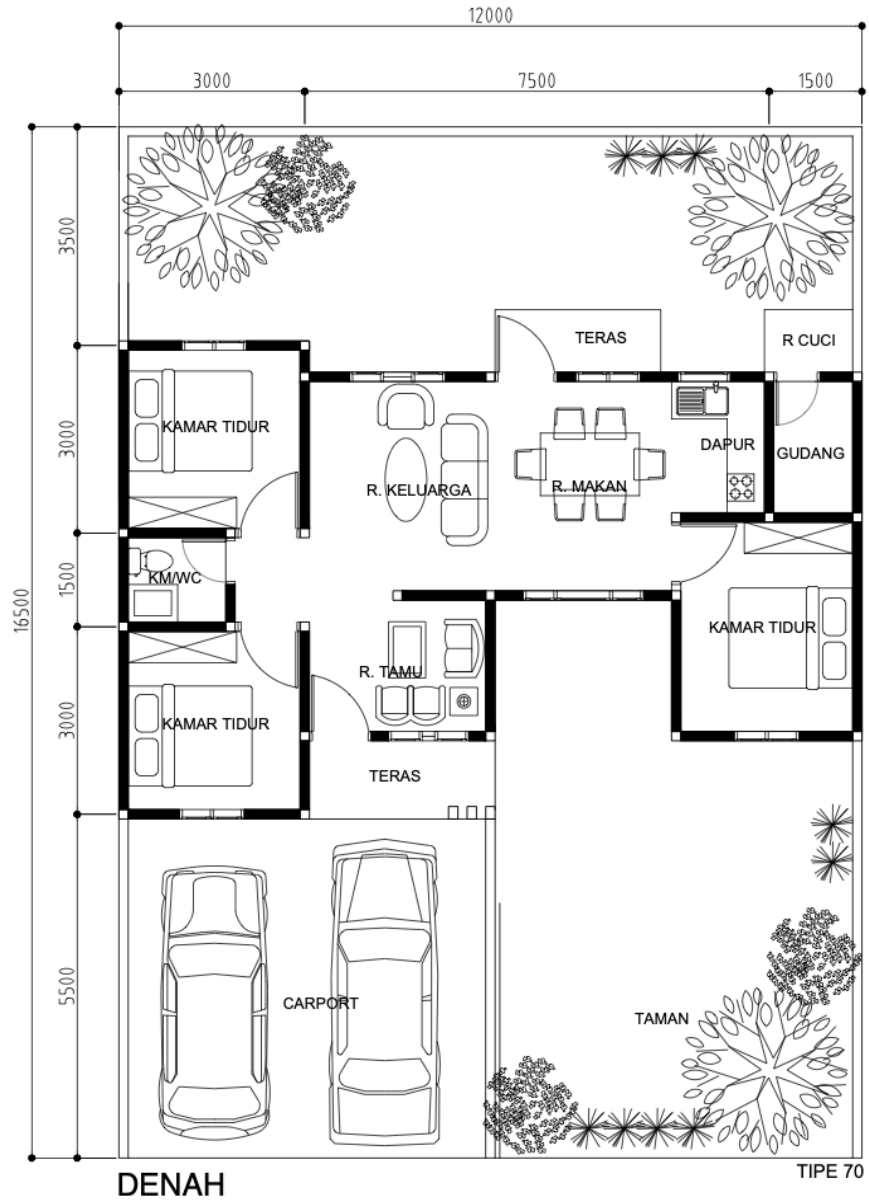 12000
3000
7500
1500
3500
TERAS
R CUCI
KAMAR TIDUR
3000
DAPUR
GUDANG
R. KELUARGA
R. MAKAN
1500
KM/WC
16500
KAMAR TIDUR
R. TAMU
KAMAR TIDUR
3000
TERAS
5500
CARPORT
TAMAN
TIPE 70
DENAH